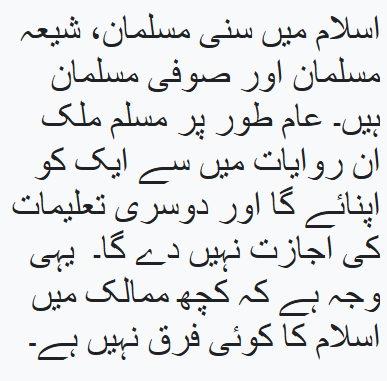 اسلام میں سنی مسلمان، شیعہ
مسلمان اور صوفی مسلمان
ہیں۔ عام طور پر مسلم ملک
ان روایات میں سے ایک کو
اپنائے گا اور دوسری تعلیمات
کی اجازت نہیں دے گا۔ یہی
وجہ ہے کہ کچھ ممالک میں
اسلام کا کوئی فرق نہیں ہے۔